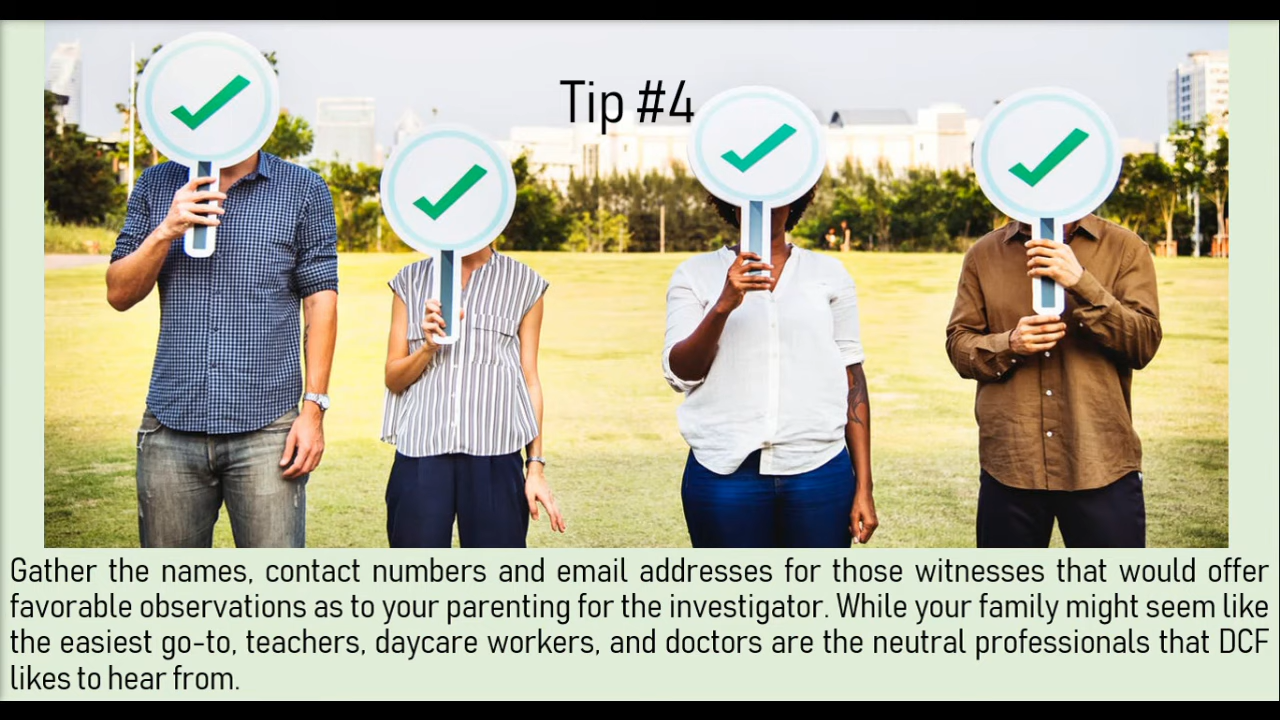 Tip #4
Gather the names, contact numbers and email addresses for those witnesses that would offer
favorable observations as to your parenting for the investigator. While your family might seem like
the easiest go-to, teachers, daycare workers, and doctors are the neutral professionals that DCF
likes to hear from.